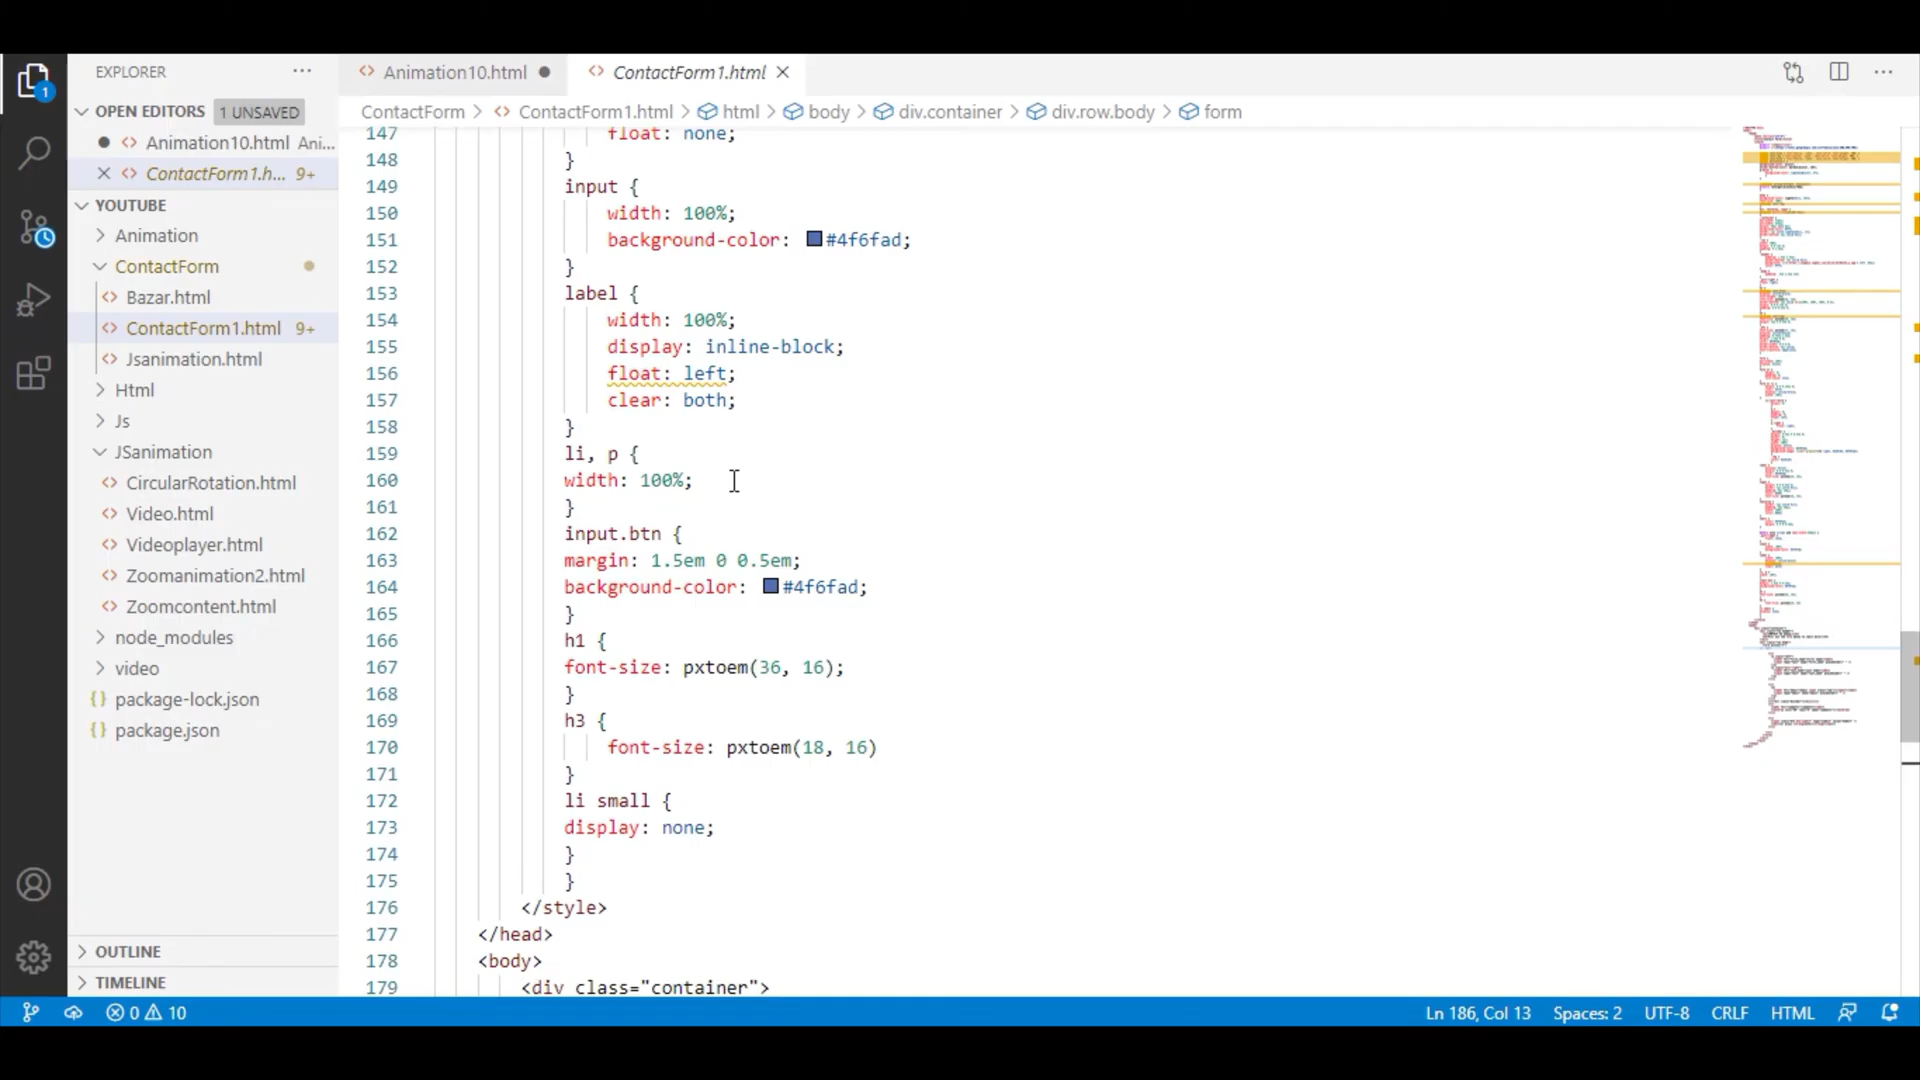 EXPLORER
Animation10.html
ContactForm1.html
OPEN EDITORS 1 UNSAVED
ContactForm > ContactForm1.html > html > body > div.container > div.row.body > form
Animation10.html Ani...
ContactForm1.h... 9+
YOUTUBE
Animation
ContactForm
Bazar.html
ContactForm1.html 9+
Jsanimation.html
Html
Js
JSanimation
CircularRotation.html
Video.html
Videoplayer.html
Zoomanimation2.html
Zoomcontent.html
node_modules
video
{} package-lock.json
{} package.json
OUTLINE
TIMELINE
147 float: none;
148 }
149 input {
150 width: 100%;
151 background-color: #4f6fad;
152 }
153 label {
154 width: 100%;
155 display: inline-block;
156 float: left;
157 clear: both;
158 }
159 li, p {
160 width: 100%;
161 }
162 input.btn {
163 margin: 1.5em 0 0.5em;
164 background-color: #4f6fad;
165 }
166 h1 {
167 font-size: pxtoem(36, 16);
168 }
169 h3 {
170 font-size: pxtoem(18, 16)
171 }
172 li small {
173 display: none;
174 }
175 }
176 </style>
177 </head>
178 <body>
179 <div class="container">
1
0 10
Ln 186, Col 13 Spaces: 2 UTF-8 CRLF HTML